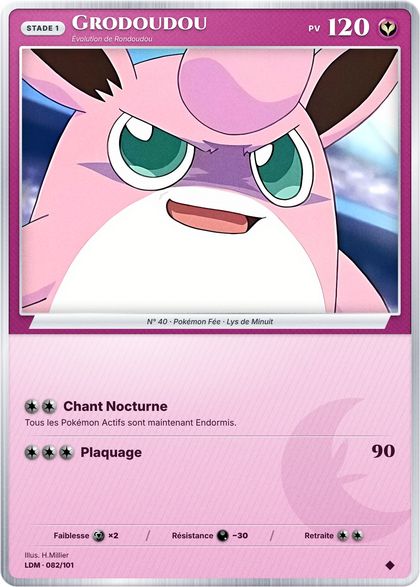 STADE 1
GRODOUDOU
PV 120
Évolution de Rondoudou
N° 40 · Pokémon Fée · Lys de Minuit
Chant Nocturne
Tous les Pokémon Actifs sont maintenant Endormis.
Plaquage 90
Faiblesse ×2 / Résistance −30 / Retraite
Illus. H.Millier
LDM · 082/101